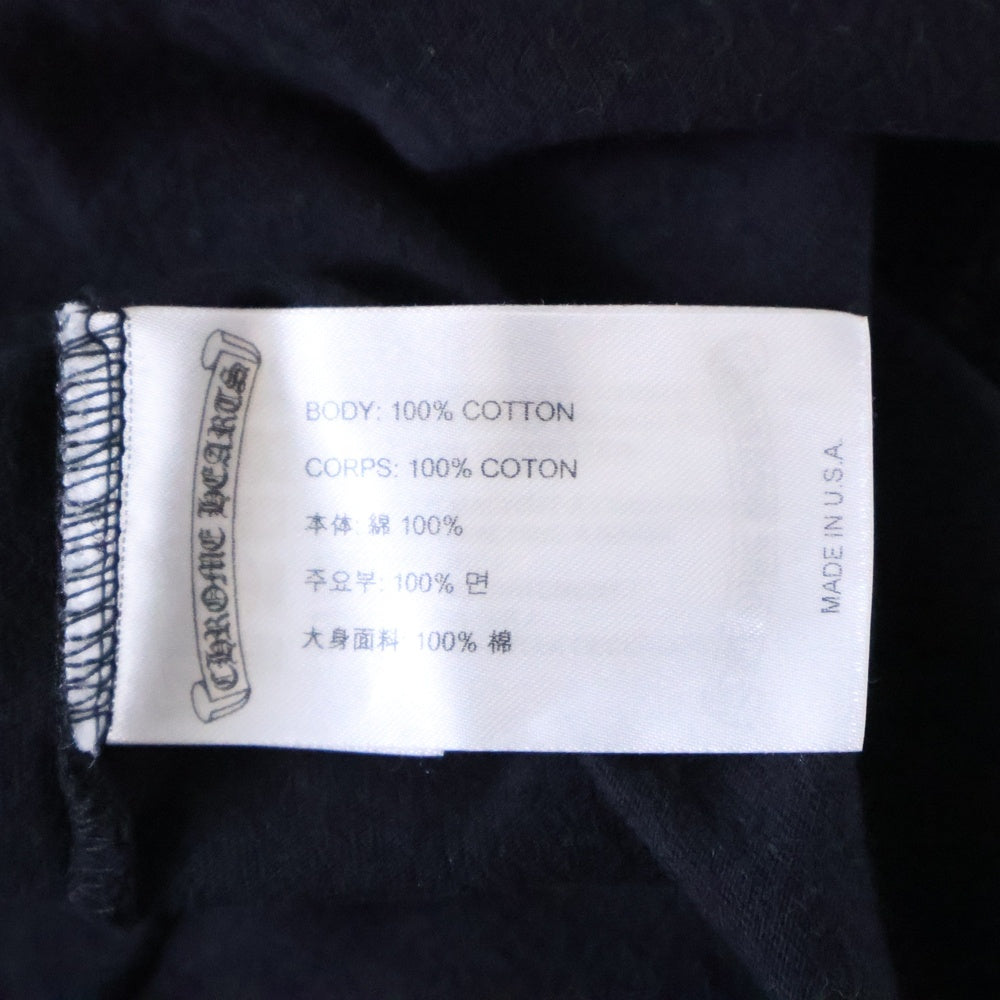 CHROME HEARTS
BODY: 100% COTTON
CORPS: 100% COTON
本体: 綿 100%
주요부: 100% 면
大身面料: 100% 棉
MADE IN U.S.A.